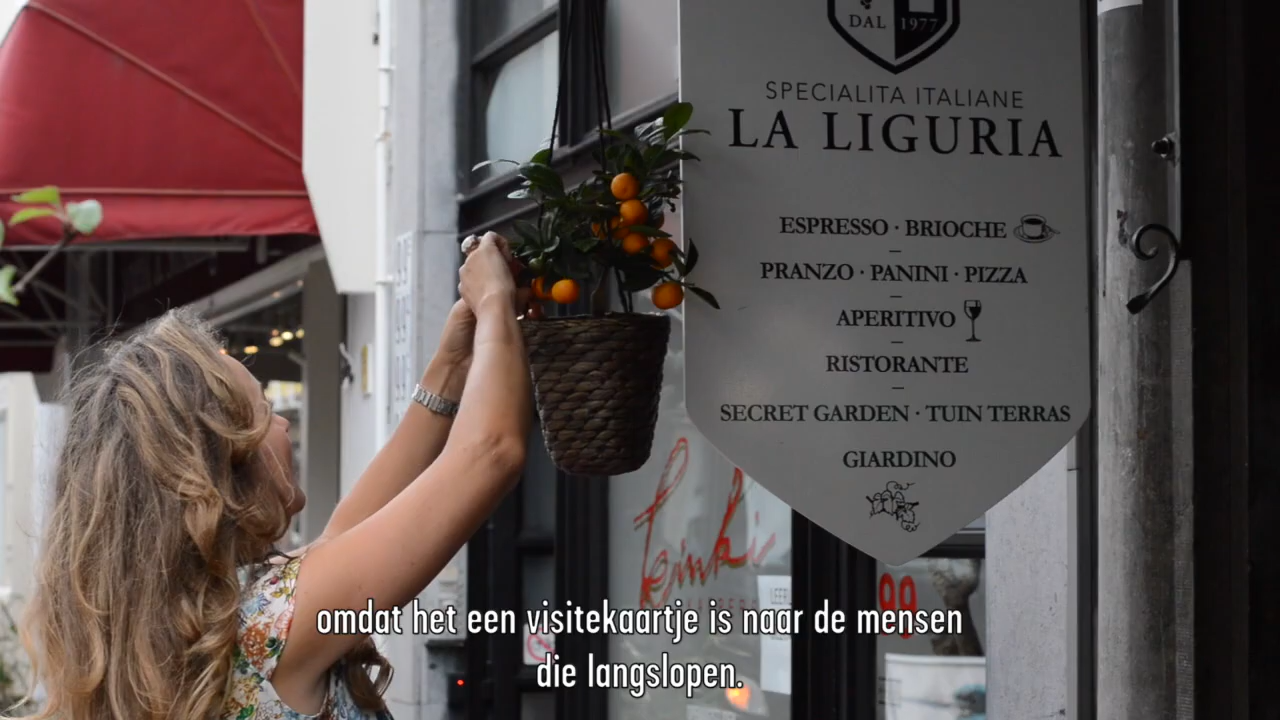 DAL 1977
SPECIALITA ITALIANE
LA LIGURIA
ESPRESSO · BRIOCHE
PRANZO · PANINI · PIZZA
APERITIVO
RISTORANTE
SECRET GARDEN · TUIN TERRAS
GIARDINO
kinki
omdat het een visitekaartje is naar de mensen
die langslopen.